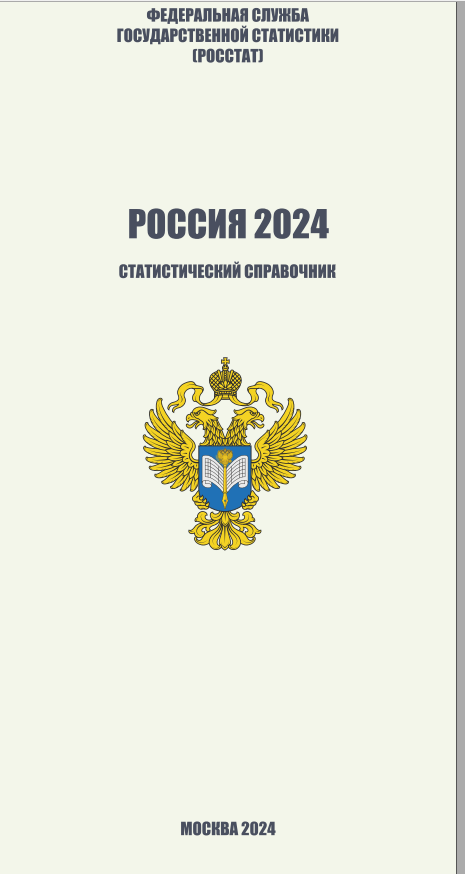 ФЕДЕРАЛЬНАЯ СЛУЖБА
ГОСУДАРСТВЕННОЙ СТАТИСТИКИ
(РОССТАТ)
РОССИЯ 2024
СТАТИСТИЧЕСКИЙ СПРАВОЧНИК
МОСКВА 2024